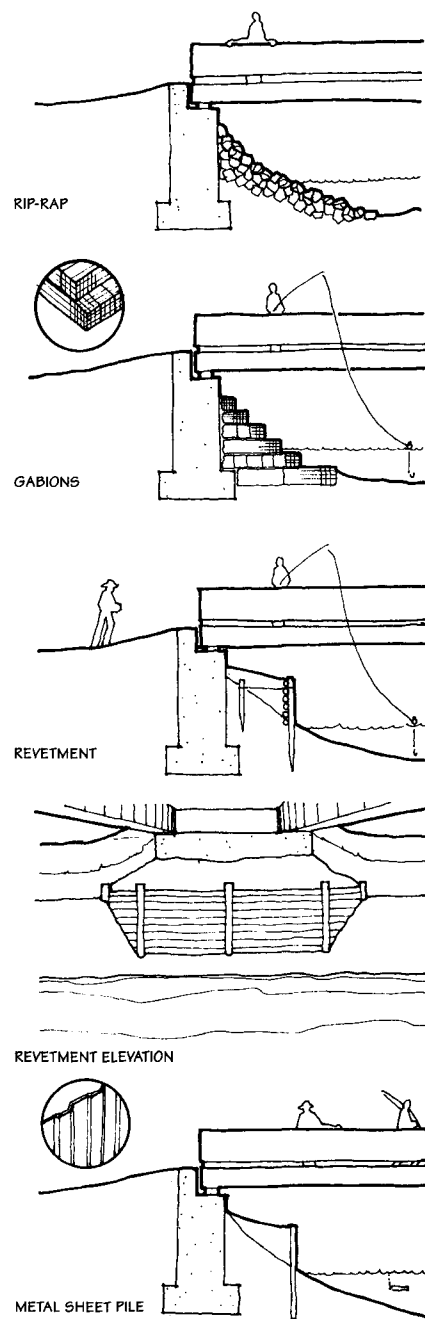 RIP-RAP
GABIONS
REVETMENT
REVETMENT ELEVATION
METAL SHEET PILE